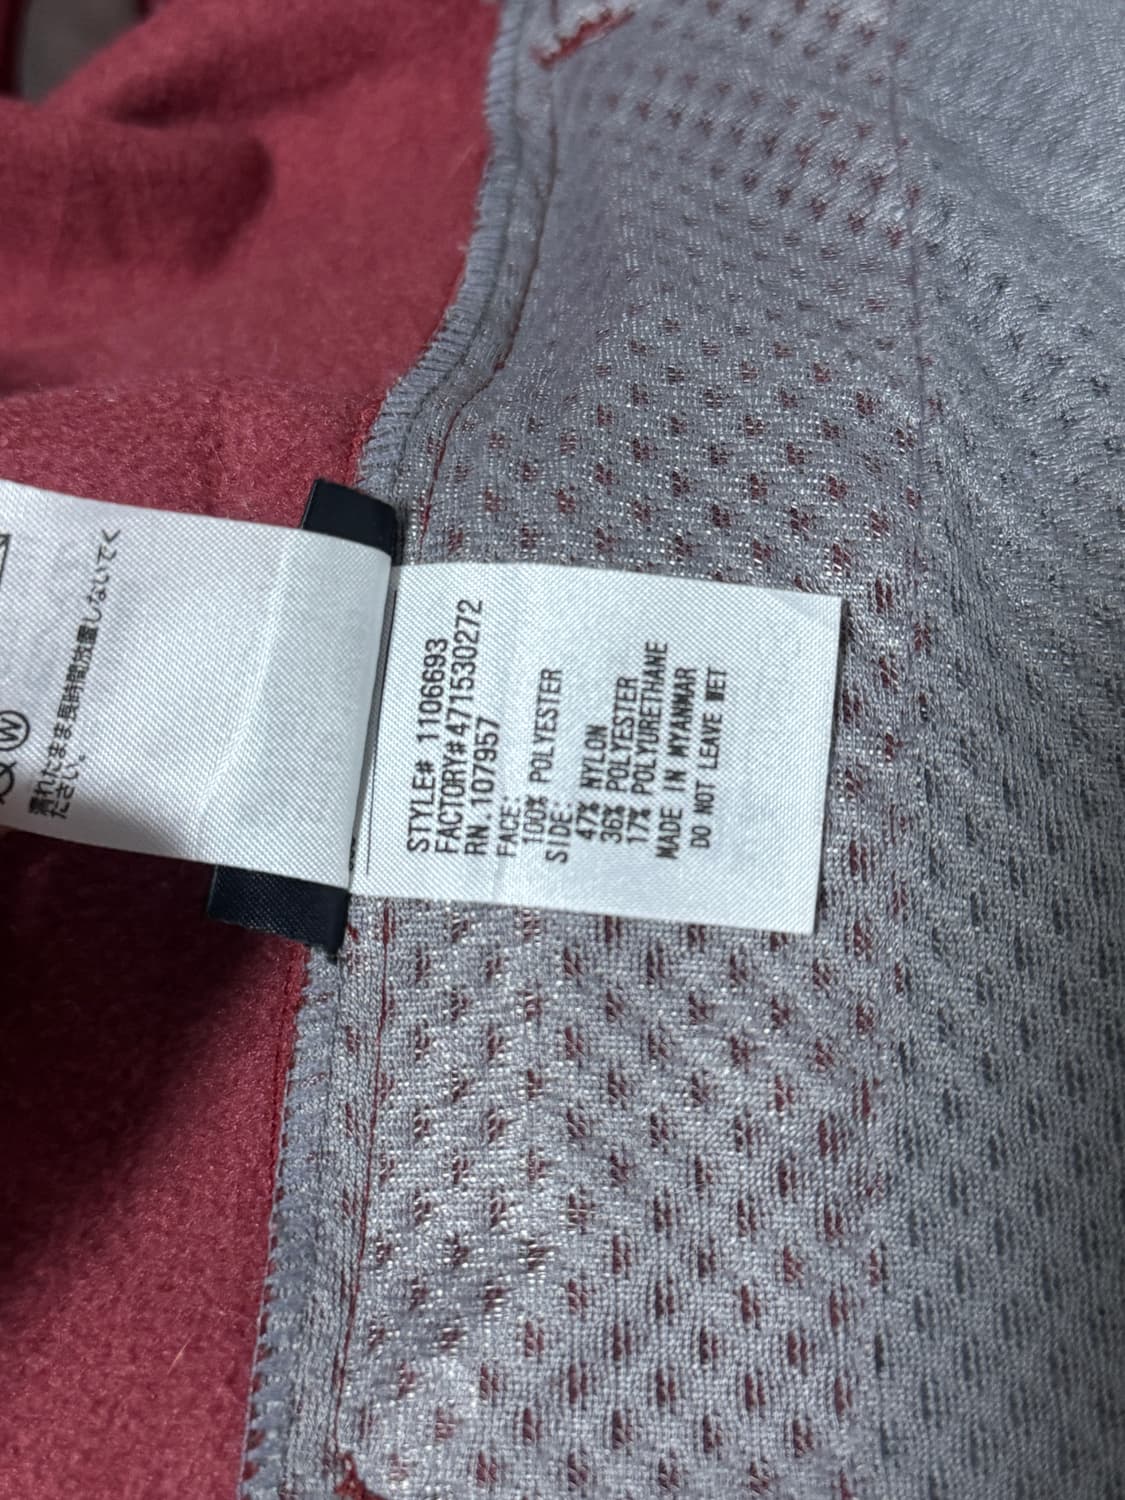 STYLE# 1106693
FACTORY#471530272
RN.107957
FACE:
100% POLYESTER
SIDE:
47% NYLON
36% POLYESTER
17% POLYURETHANE
MADE IN MYANMAR
DO NOT LEAVE WET
濡れたまま長時間放置しないでく
ださい。
W